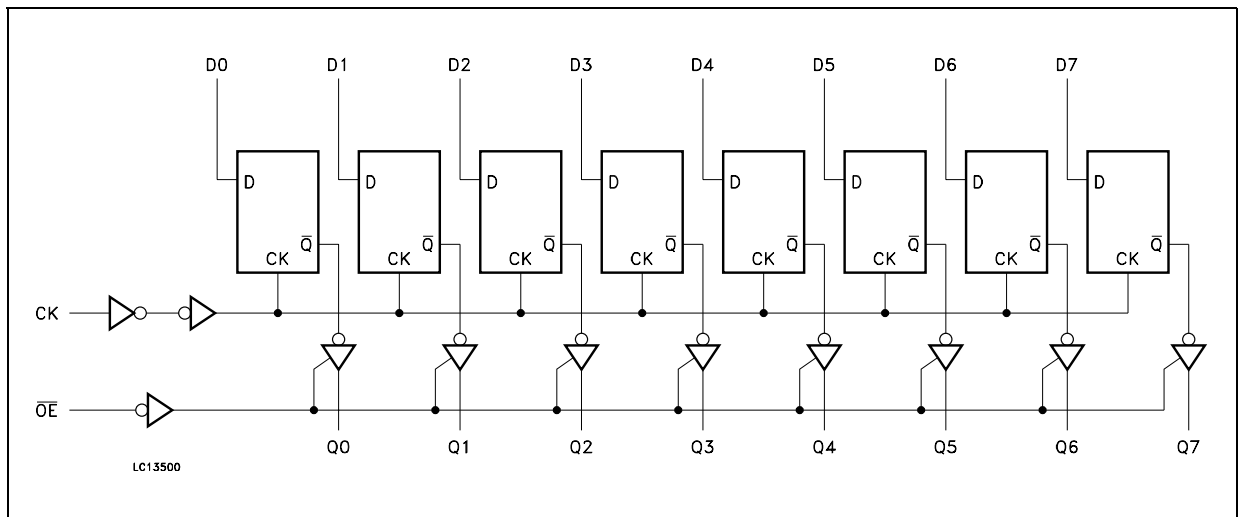 D0 D1 D2 D3 D4 D5 D6 D7
D D D D D D D D
Q̅ Q̅ Q̅ Q̅ Q̅ Q̅ Q̅ Q̅
CK CK CK CK CK CK CK CK
CK
O̅E̅
Q0 Q1 Q2 Q3 Q4 Q5 Q6 Q7
LC13500